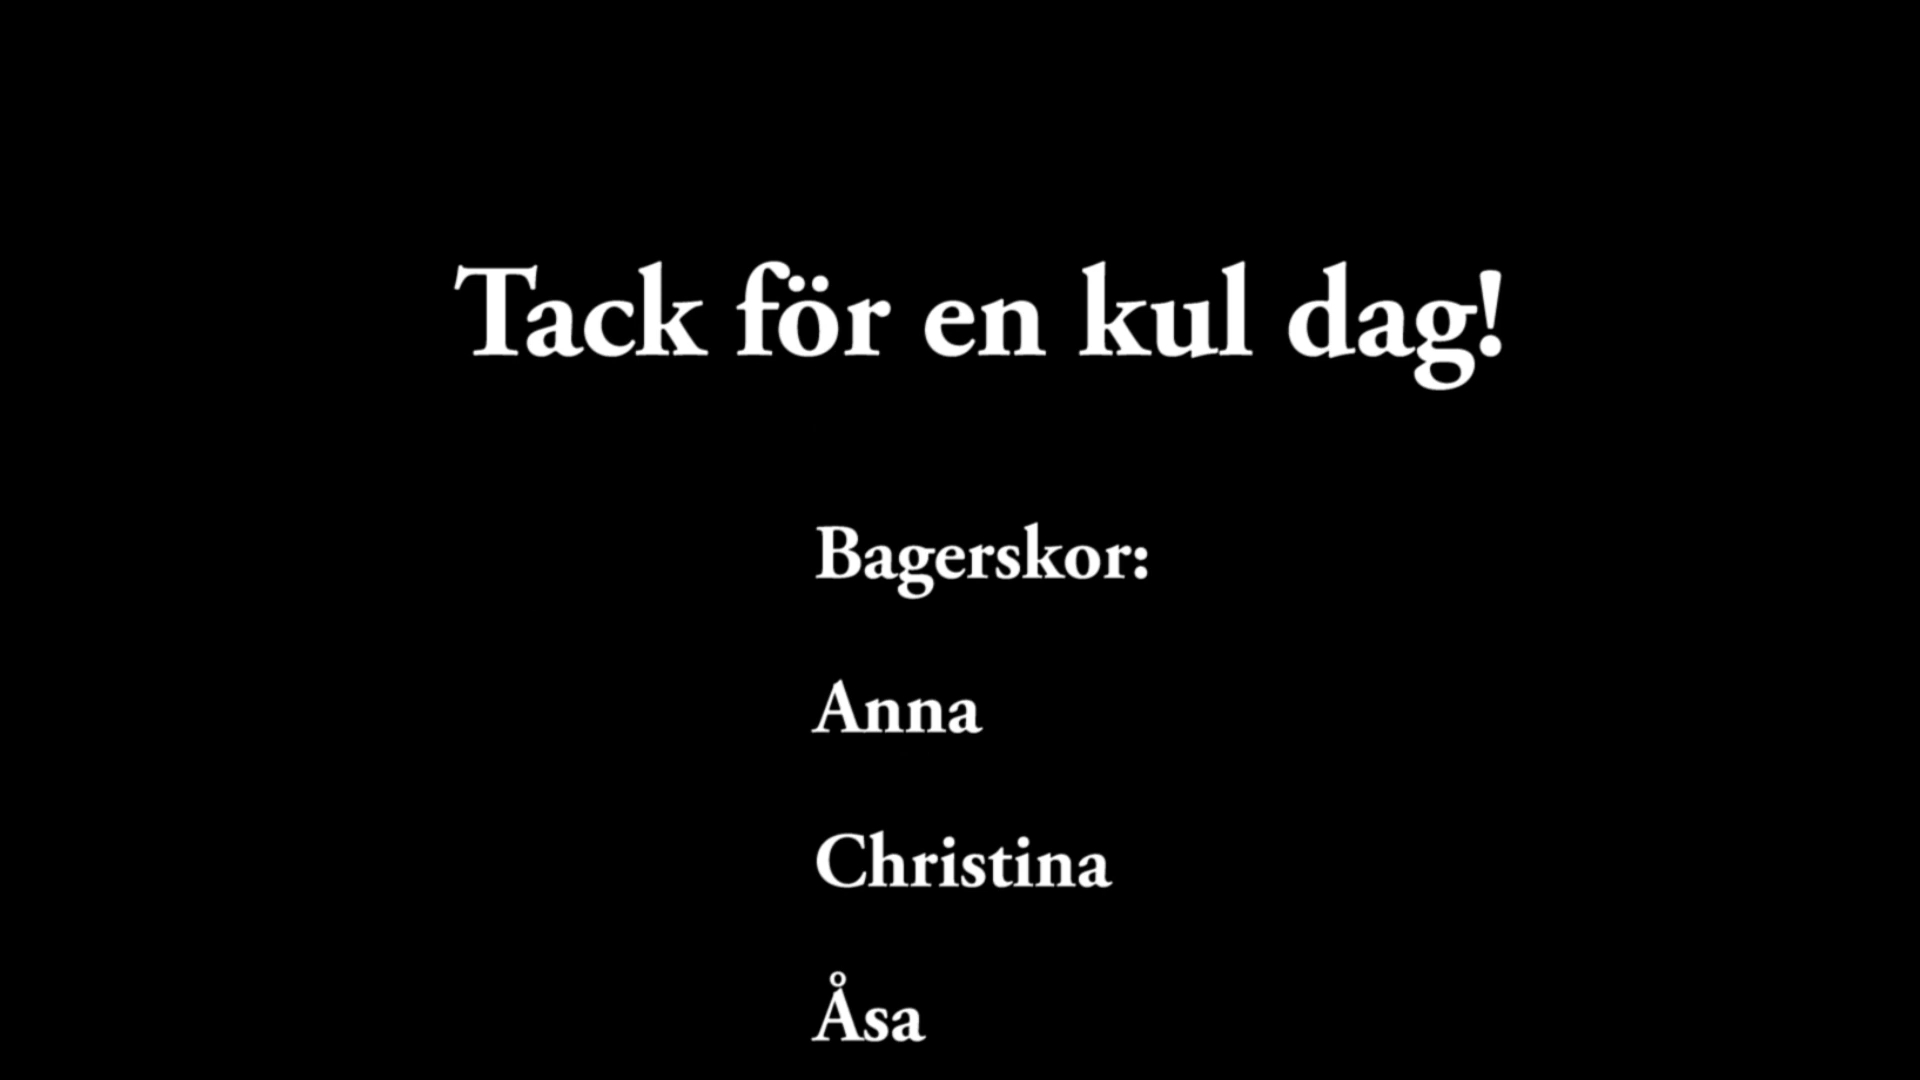 Tack för en kul dag!
Bagerskor:
Anna
Christina
Åsa